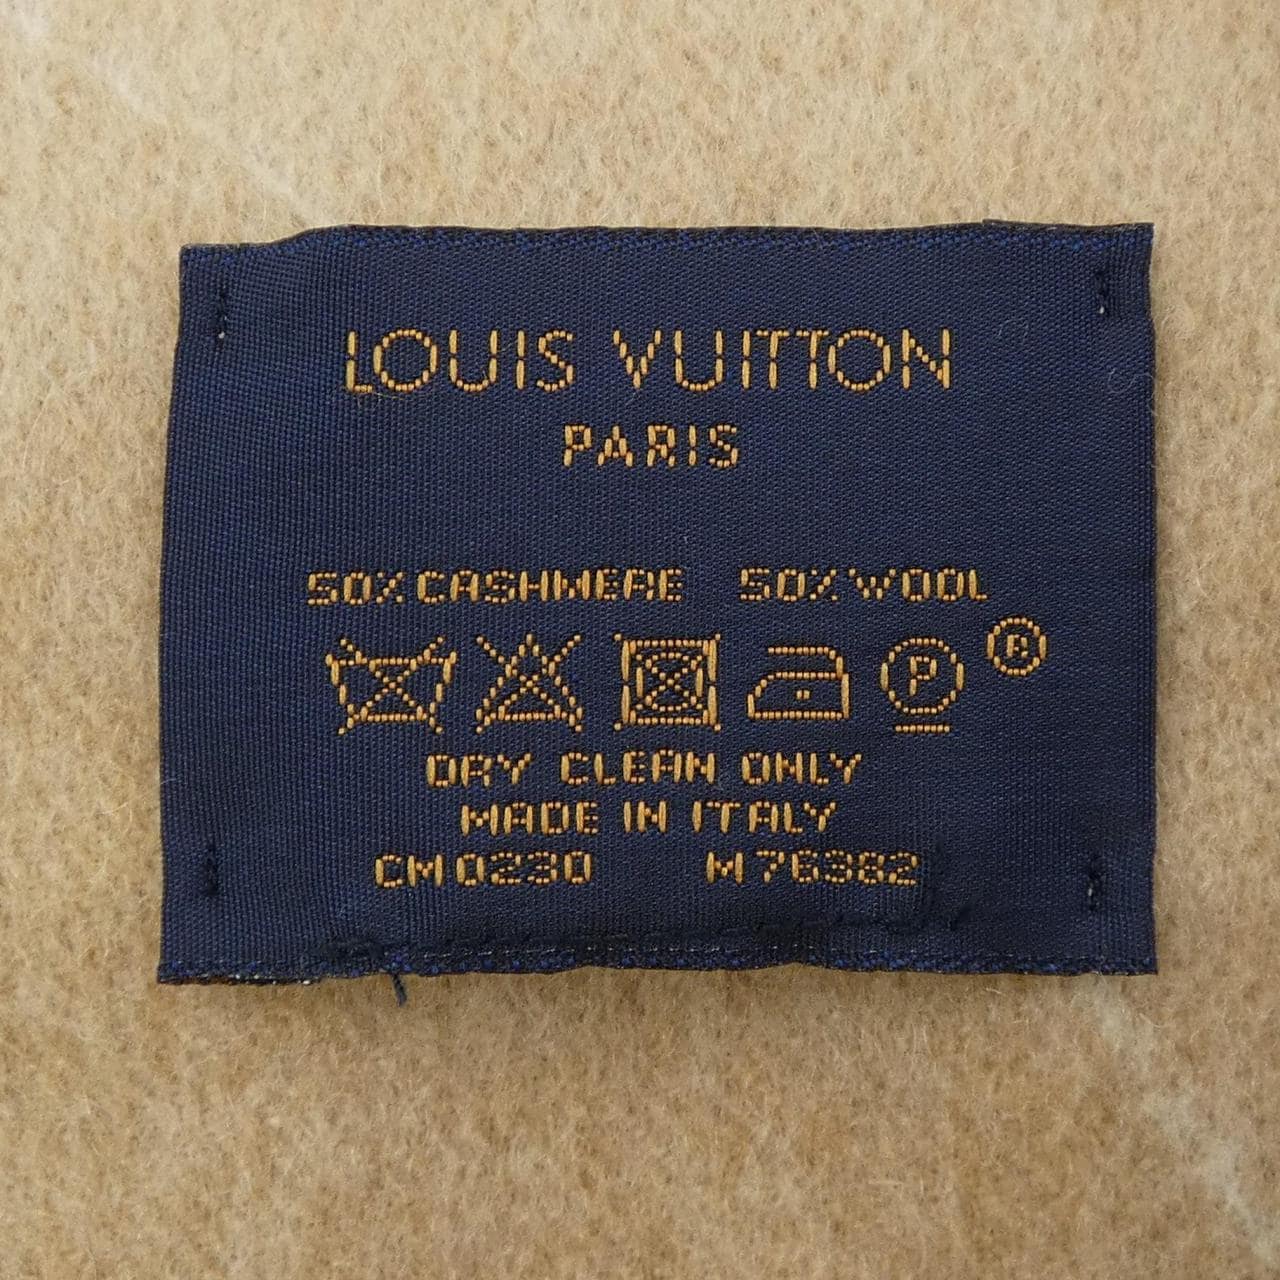 LOUIS VUITTON
PARIS
50% CASHMERE 50% WOOL
P ®
DRY CLEAN ONLY
MADE IN ITALY
CM0230 M76382